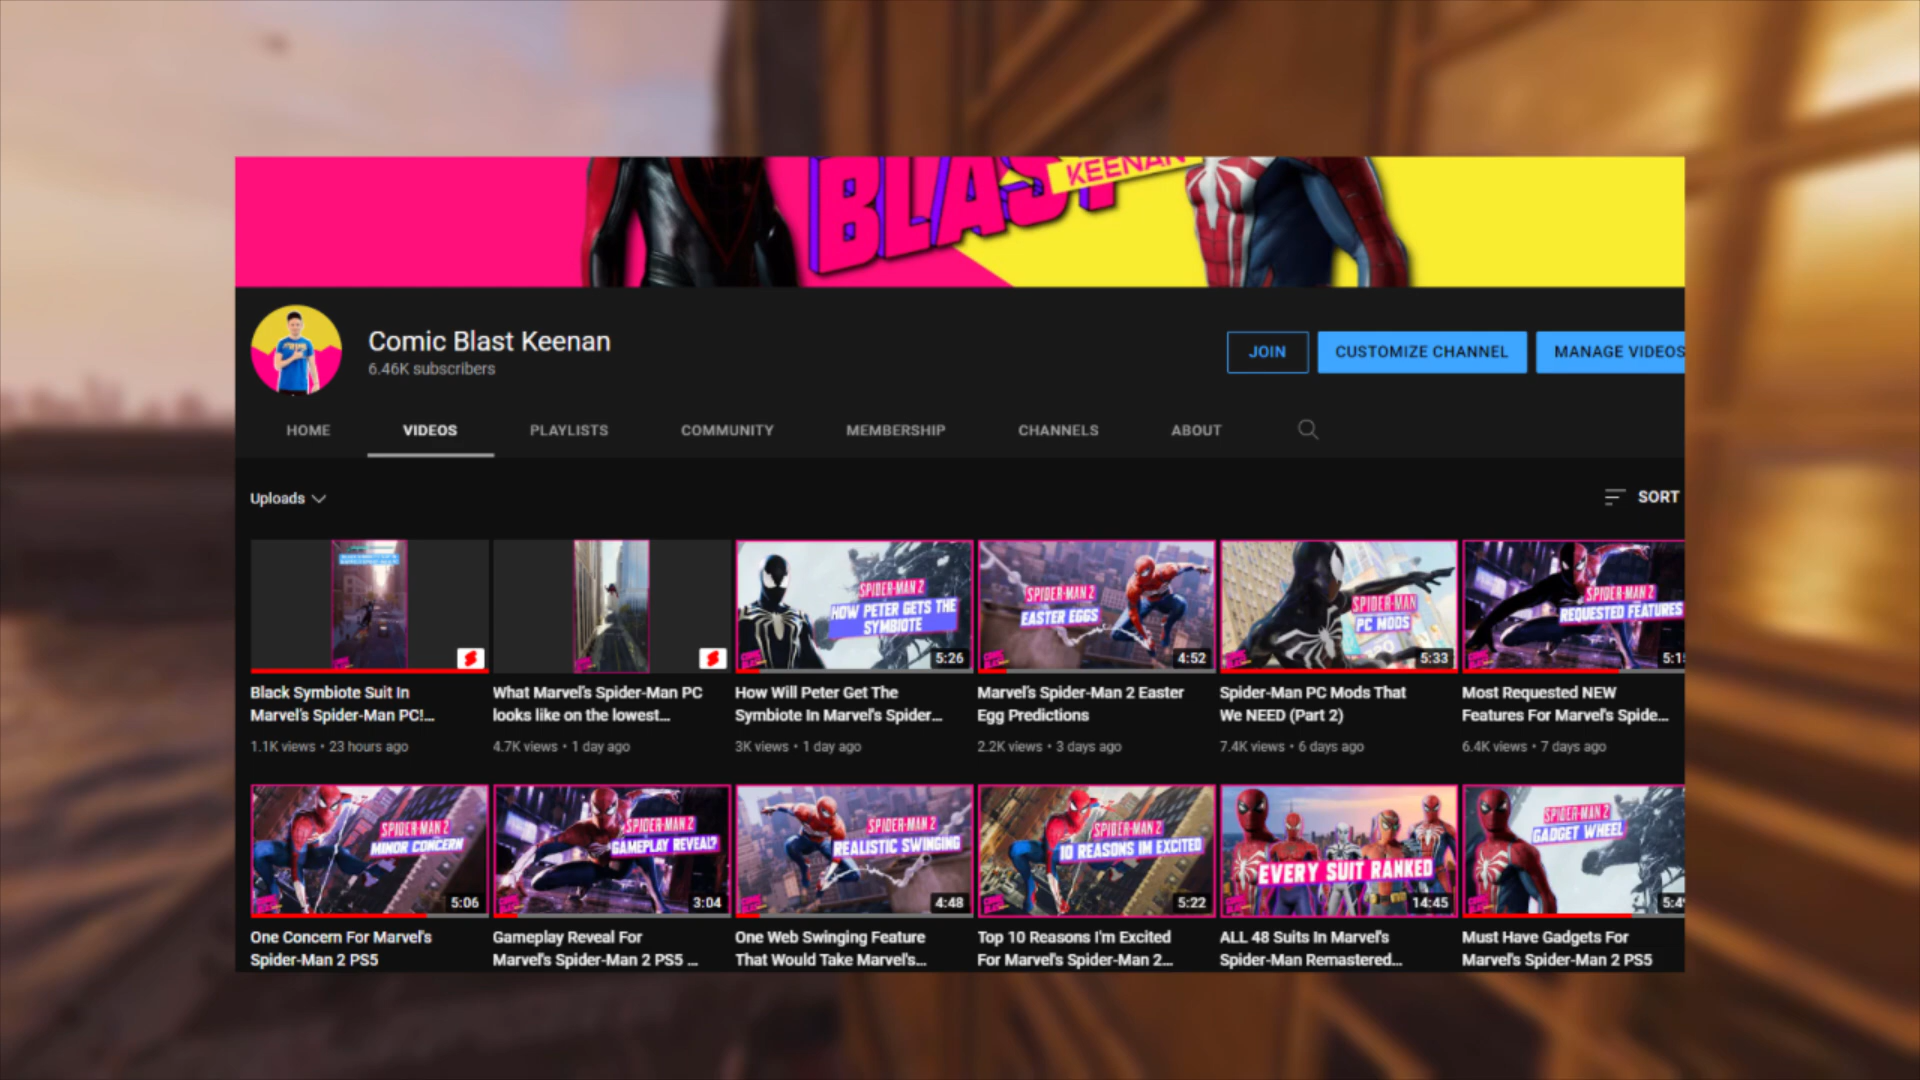 BLAST
KEENAN
Comic Blast Keenan
6.46K subscribers
JOIN
CUSTOMIZE CHANNEL
MANAGE VIDEOS
HOME
VIDEOS
PLAYLISTS
COMMUNITY
MEMBERSHIP
CHANNELS
ABOUT
Uploads
SORT
SPIDER-MAN 2
HOW PETER GETS THE
SYMBIOTE
5:26
SPIDER-MAN 2
EASTER EGGS
4:52
SPIDER-MAN
PC MODS
5:33
SPIDER-MAN 2
REQUESTED FEATURES
Black Symbiote Suit In
Marvel's Spider-Man PC!...
1.1K views • 23 hours ago
What Marvel's Spider-Man PC
looks like on the lowest...
4.7K views • 1 day ago
How Will Peter Get The
Symbiote In Marvel's Spider...
3K views • 1 day ago
Marvel's Spider-Man 2 Easter
Egg Predictions
2.2K views • 3 days ago
Spider-Man PC Mods That
We NEED (Part 2)
7.4K views • 6 days ago
Most Requested NEW
Features For Marvel's Spide...
6.4K views • 7 days ago
SPIDER-MAN 2
MINOR CONCERN
5:06
SPIDER-MAN 2
GAMEPLAY REVEAL?
3:04
SPIDER-MAN 2
REALISTIC SWINGING
4:48
SPIDER-MAN 2
10 REASONS IM EXCITED
5:22
EVERY SUIT RANKED
14:45
SPIDER-MAN 2
GADGET WHEEL
One Concern For Marvel's
Spider-Man 2 PS5
Gameplay Reveal For
Marvel's Spider-Man 2 PS5 ...
One Web Swinging Feature
That Would Take Marvel's...
Top 10 Reasons I'm Excited
For Marvel's Spider-Man 2...
ALL 48 Suits In Marvel's
Spider-Man Remastered...
Must Have Gadgets For
Marvel's Spider-Man 2 PS5